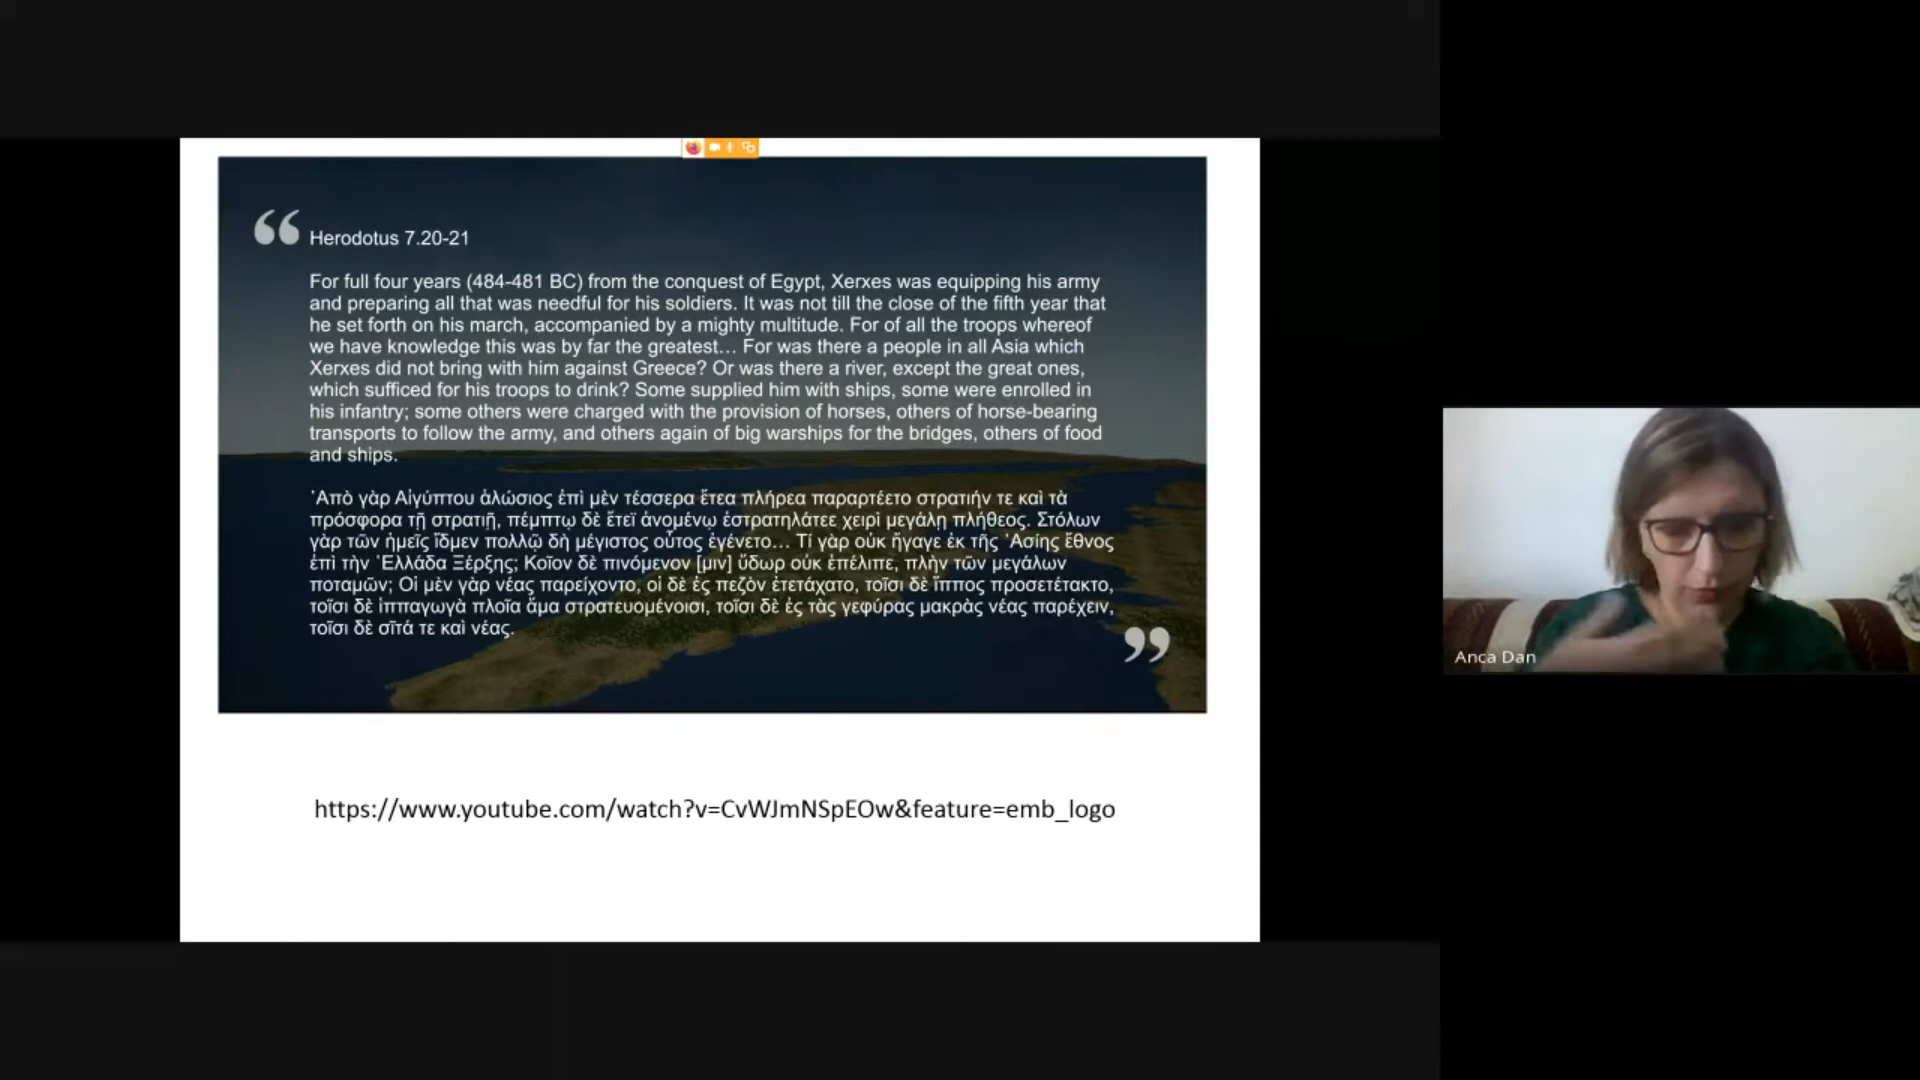 “
Herodotus 7.20-21
For full four years (484-481 BC) from the conquest of Egypt, Xerxes was equipping his army
and preparing all that was needful for his soldiers. It was not till the close of the fifth year that
he set forth on his march, accompanied by a mighty multitude. For of all the troops whereof
we have knowledge this was by far the greatest… For was there a people in all Asia which
Xerxes did not bring with him against Greece? Or was there a river, except the great ones,
which sufficed for his troops to drink? Some supplied him with ships, some were enrolled in
his infantry; some others were charged with the provision of horses, others of horse-bearing
transports to follow the army, and others again of big warships for the bridges, others of food
and ships.
Ἀπὸ γὰρ Αἰγύπτου ἁλώσιος ἐπὶ μὲν τέσσερα ἔτεα πλήρεα παραρτέετο στρατιήν τε καὶ τὰ
πρόσφορα τῇ στρατιῇ, πέμπτῳ δὲ ἔτεϊ ἀνομένῳ ἐστρατηλάτεε χειρὶ μεγάλῃ πλήθεος. Στόλων
γὰρ τῶν ἡμεῖς ἴδμεν πολλῷ δὴ μέγιστος οὗτος ἐγένετο… Τί γὰρ οὐκ ἤγαγε ἐκ τῆς Ἀσίης ἔθνος
ἐπὶ τὴν Ἑλλάδα Ξέρξης; Κοῖον δὲ πινόμενον [μιν] ὕδωρ οὐκ ἐπέλιπε, πλὴν τῶν μεγάλων
ποταμῶν; Οἱ μὲν γὰρ νέας παρείχοντο, οἱ δὲ ἐς πεζὸν ἐτετάχατο, τοῖσι δὲ ἵππος προσετέτακτο,
τοῖσι δὲ ἱππαγωγὰ πλοῖα ἅμα στρατευομένοισι, τοῖσι δὲ ἐς τὰς γεφύρας μακρὰς νέας παρέχειν,
τοῖσι δὲ σῖτά τε καὶ νέας.
”
https://www.youtube.com/watch?v=CvWJmNSpEOw&feature=emb_logo
Anca Dan